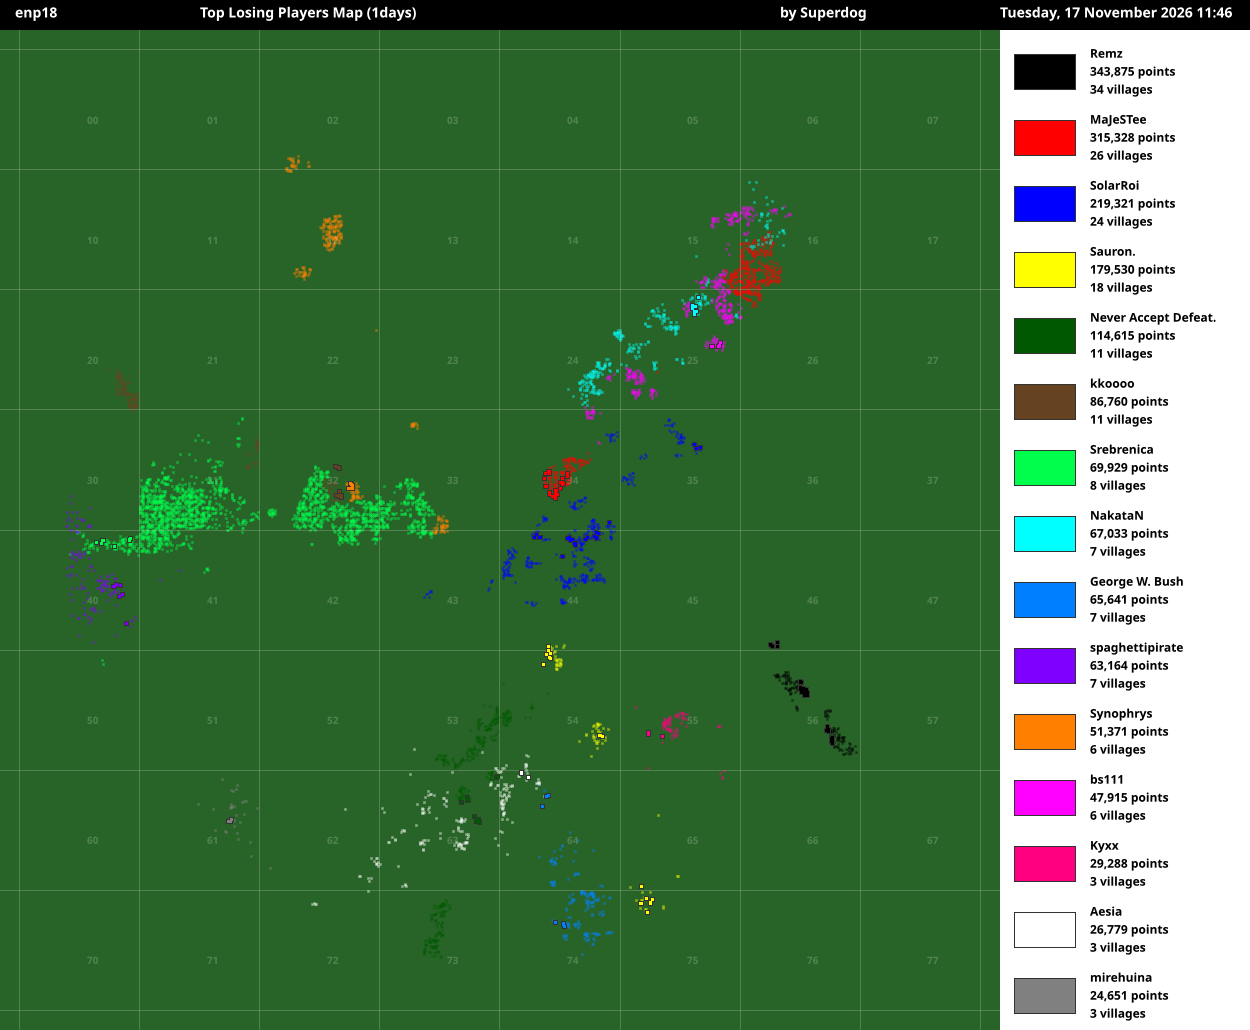 enp18 Top Losing Players Map (1days) by Superdog Tuesday, 17 November 2026 11:46
00 01 02 03 04 05 06 07
10 11 12 13 14 15 16 17
20 21 22 23 24 25 26 27
30 31 32 33 34 35 36 37
40 41 42 43 44 45 46 47
50 51 52 53 54 55 56 57
60 61 62 63 64 65 66 67
70 71 72 73 74 75 76 77
Remz
343,875 points
34 villages
MaJeSTee
315,328 points
26 villages
SolarRoi
219,321 points
24 villages
Sauron.
179,530 points
18 villages
Never Accept Defeat.
114,615 points
11 villages
kkoooo
86,760 points
11 villages
Srebrenica
69,929 points
8 villages
NakataN
67,033 points
7 villages
George W. Bush
65,641 points
7 villages
spaghettipirate
63,164 points
7 villages
Synophrys
51,371 points
6 villages
bs111
47,915 points
6 villages
Kyxx
29,288 points
3 villages
Aesia
26,779 points
3 villages
mirehuina
24,651 points
3 villages